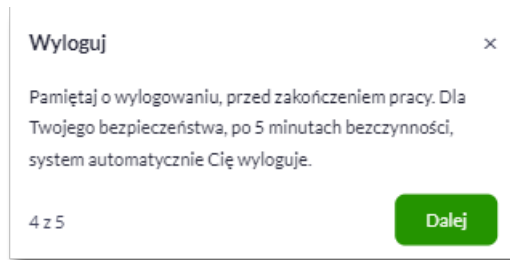 Wyloguj
×
Pamiętaj o wylogowaniu, przed zakończeniem pracy. Dla
Twojego bezpieczeństwa, po 5 minutach bezczynności,
system automatycznie Cię wyloguje.
4 z 5
Dalej